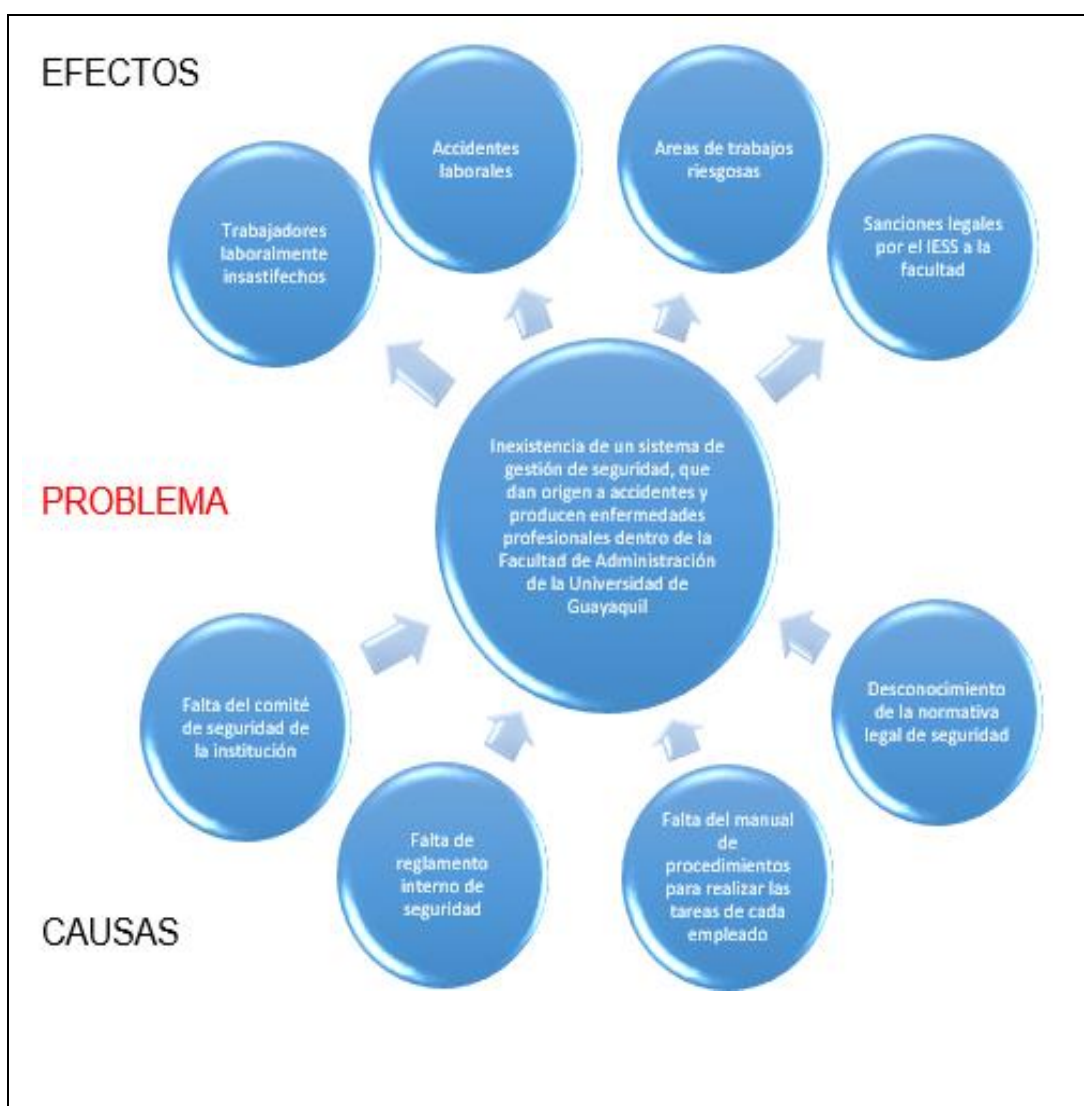 EFECTOS
Accidentes
laborales
Areas de trabajos
riesgosas
Trabajadores
laboralmente
insastifechos
Sanciones legales
por el IESS a la
facultad
PROBLEMA
Inexistencia de un sistema de
gestión de seguridad, que
dan origen a accidentes y
producen enfermedades
profesionales dentro de la
Facultad de Administración
de la Universidad de
Guayaquil
Falta del comité
de seguridad de
la institución
Desconocimiento
de la normativa
legal de seguridad
Falta de
reglamento
interno de
seguridad
Falta del manual
de
procedimientos
para realizar las
tareas de cada
empleado
CAUSAS